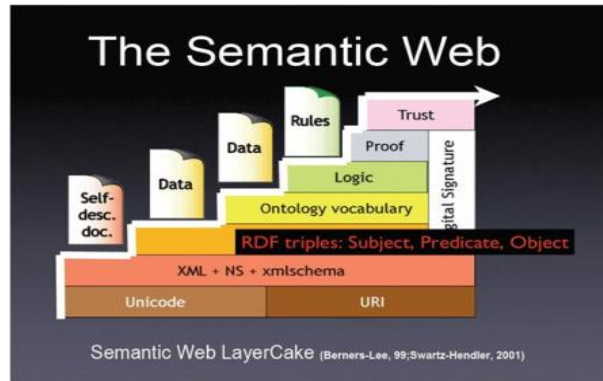 The Semantic Web
Rules
Trust
Data
Proof
Data
Logic
Self-
desc.
doc.
Ontology vocabulary
RDF triples: Subject, Predicate, Object
Signature
XML + NS + xmlschema
Unicode
URI
Semantic Web LayerCake (Berners-Lee, 99;Swartz-Hendler, 2001)